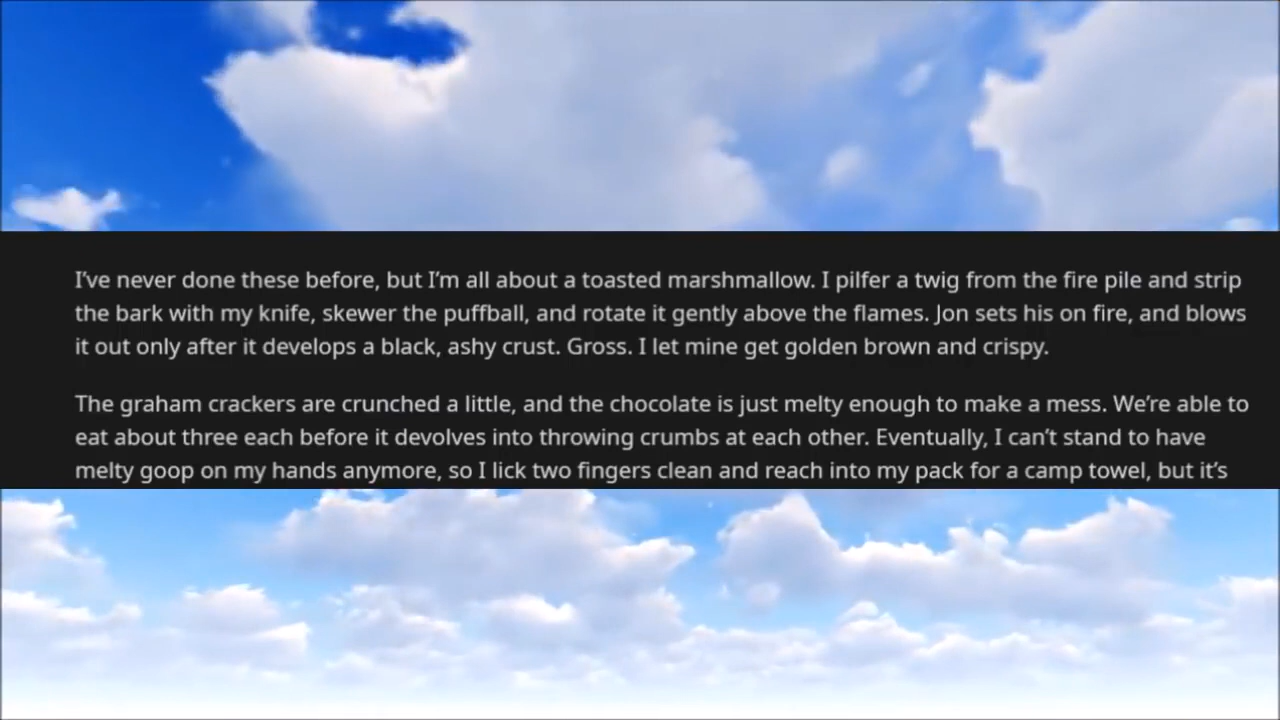 I’ve never done these before, but I’m all about a toasted marshmallow. I pilfer a twig from the fire pile and strip
the bark with my knife, skewer the puffball, and rotate it gently above the flames. Jon sets his on fire, and blows
it out only after it develops a black, ashy crust. Gross. I let mine get golden brown and crispy.
The graham crackers are crunched a little, and the chocolate is just melty enough to make a mess. We’re able to
eat about three each before it devolves into throwing crumbs at each other. Eventually, I can’t stand to have
melty goop on my hands anymore, so I lick two fingers clean and reach into my pack for a camp towel, but it’s